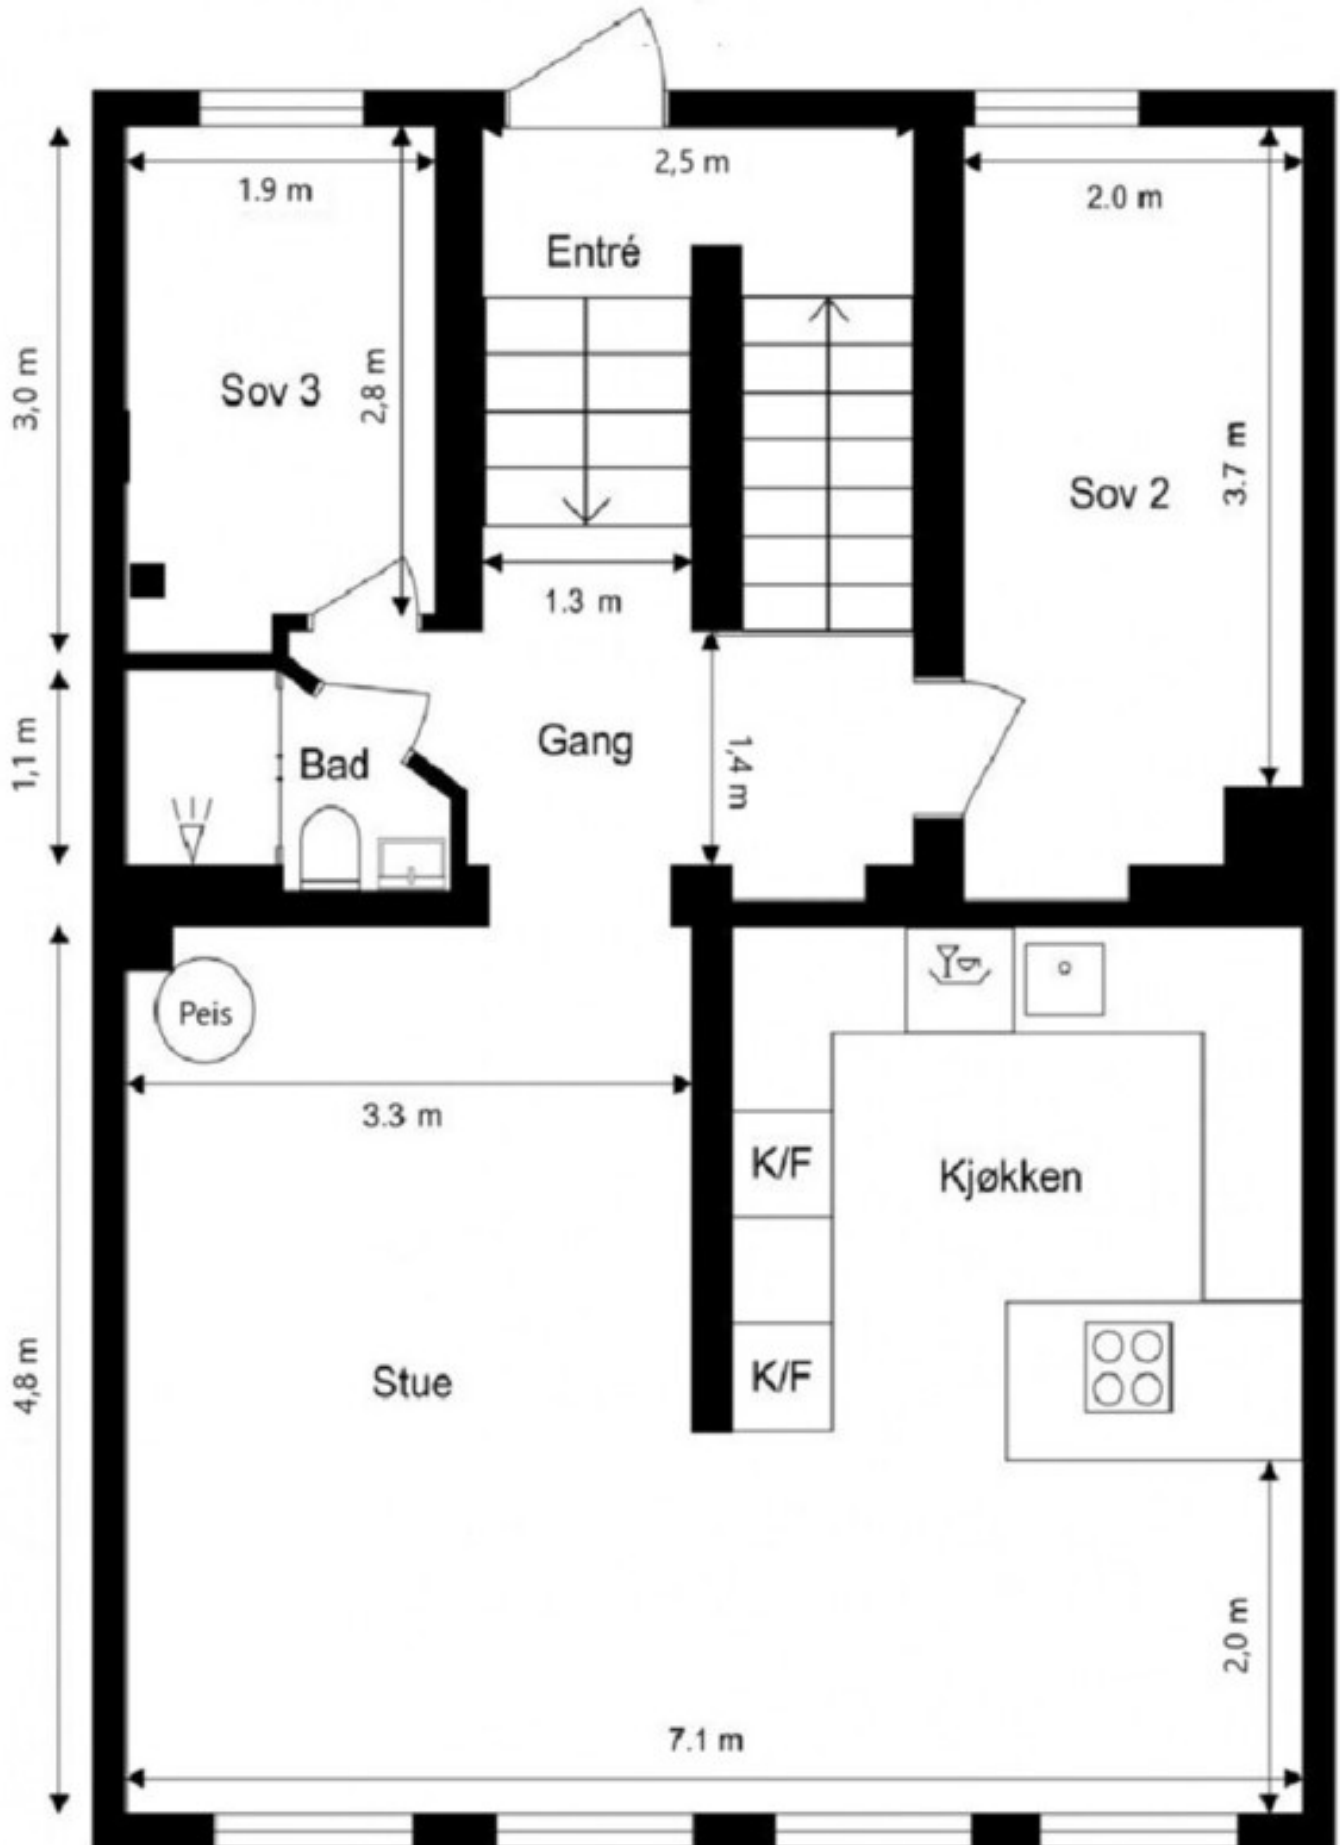 2,5 m
1.9 m
2.0 m
Entré
3,0 m
Sov 3
2,8 m
3.7 m
Sov 2
1.3 m
1,1 m
Bad
Gang
1,4 m
Peis
3.3 m
K/F
Kjøkken
4,8 m
Stue
K/F
2,0 m
7.1 m